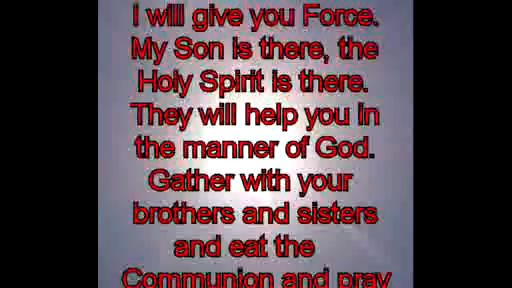 I will give you Force.
My Son is there, the
Holy Spirit is there.
They will help you in
the manner of God.
Gather with your
brothers and sisters
and eat the
Communion and pray